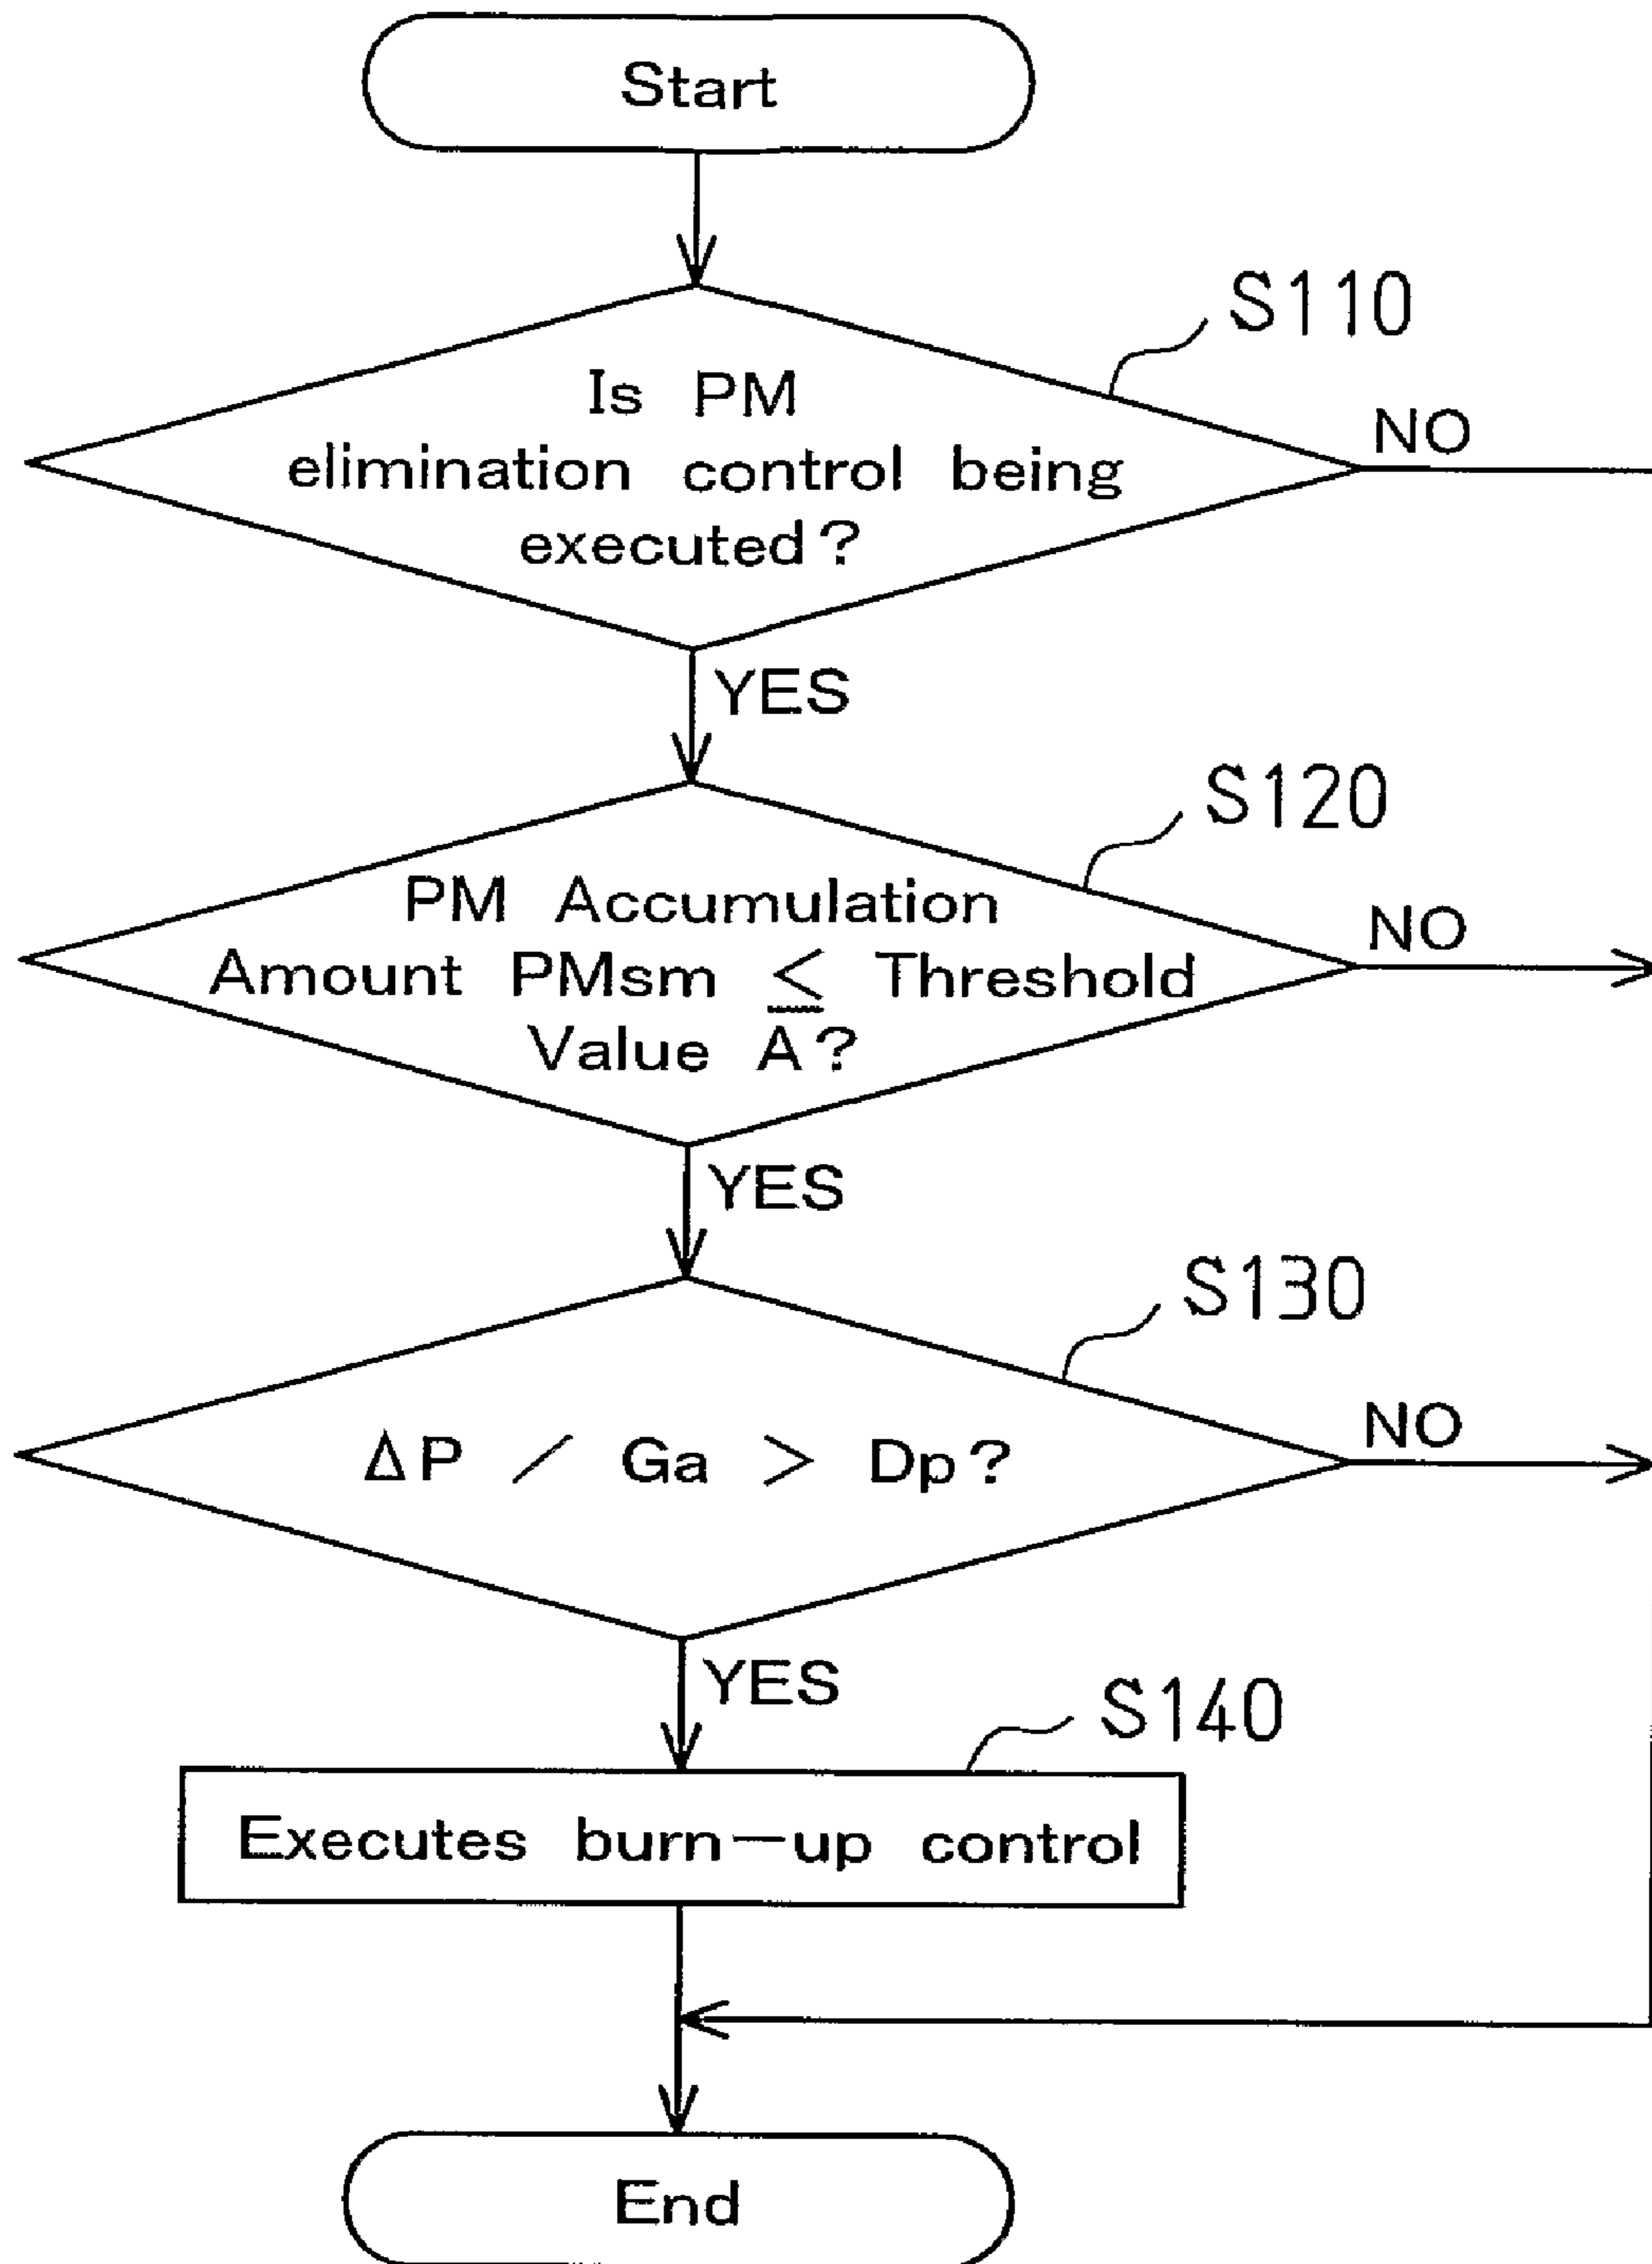 Start
S110
Is PM
elimination control being
executed?
NO
YES
S120
PM Accumulation
Amount PMsm ≤ Threshold
Value A?
NO
YES
S130
ΔP / Ga > Dp?
NO
YES
S140
Executes burn-up control
End